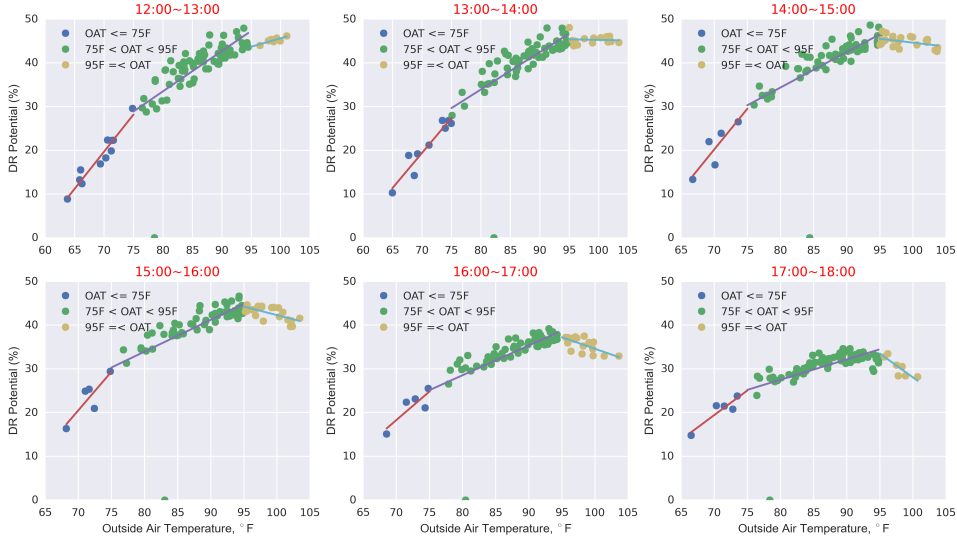 12:00~13:00
50
40
30
20
10
0
DR Potential (%)
OAT <= 75F
75F < OAT < 95F
95F =< OAT
60 65 70 75 80 85 90 95 100 105
13:00~14:00
50
40
30
20
10
0
DR Potential (%)
OAT <= 75F
75F < OAT < 95F
95F =< OAT
60 65 70 75 80 85 90 95 100 105
14:00~15:00
50
40
30
20
10
0
DR Potential (%)
OAT <= 75F
75F < OAT < 95F
95F =< OAT
65 70 75 80 85 90 95 100 105
15:00~16:00
50
40
30
20
10
0
DR Potential (%)
OAT <= 75F
75F < OAT < 95F
95F =< OAT
60 65 70 75 80 85 90 95 100 105
Outside Air Temperature, °F
16:00~17:00
50
40
30
20
10
0
DR Potential (%)
OAT <= 75F
75F < OAT < 95F
95F =< OAT
65 70 75 80 85 90 95 100 105
Outside Air Temperature, °F
17:00~18:00
50
40
30
20
10
0
DR Potential (%)
OAT <= 75F
75F < OAT < 95F
95F =< OAT
65 70 75 80 85 90 95 100 105
Outside Air Temperature, °F